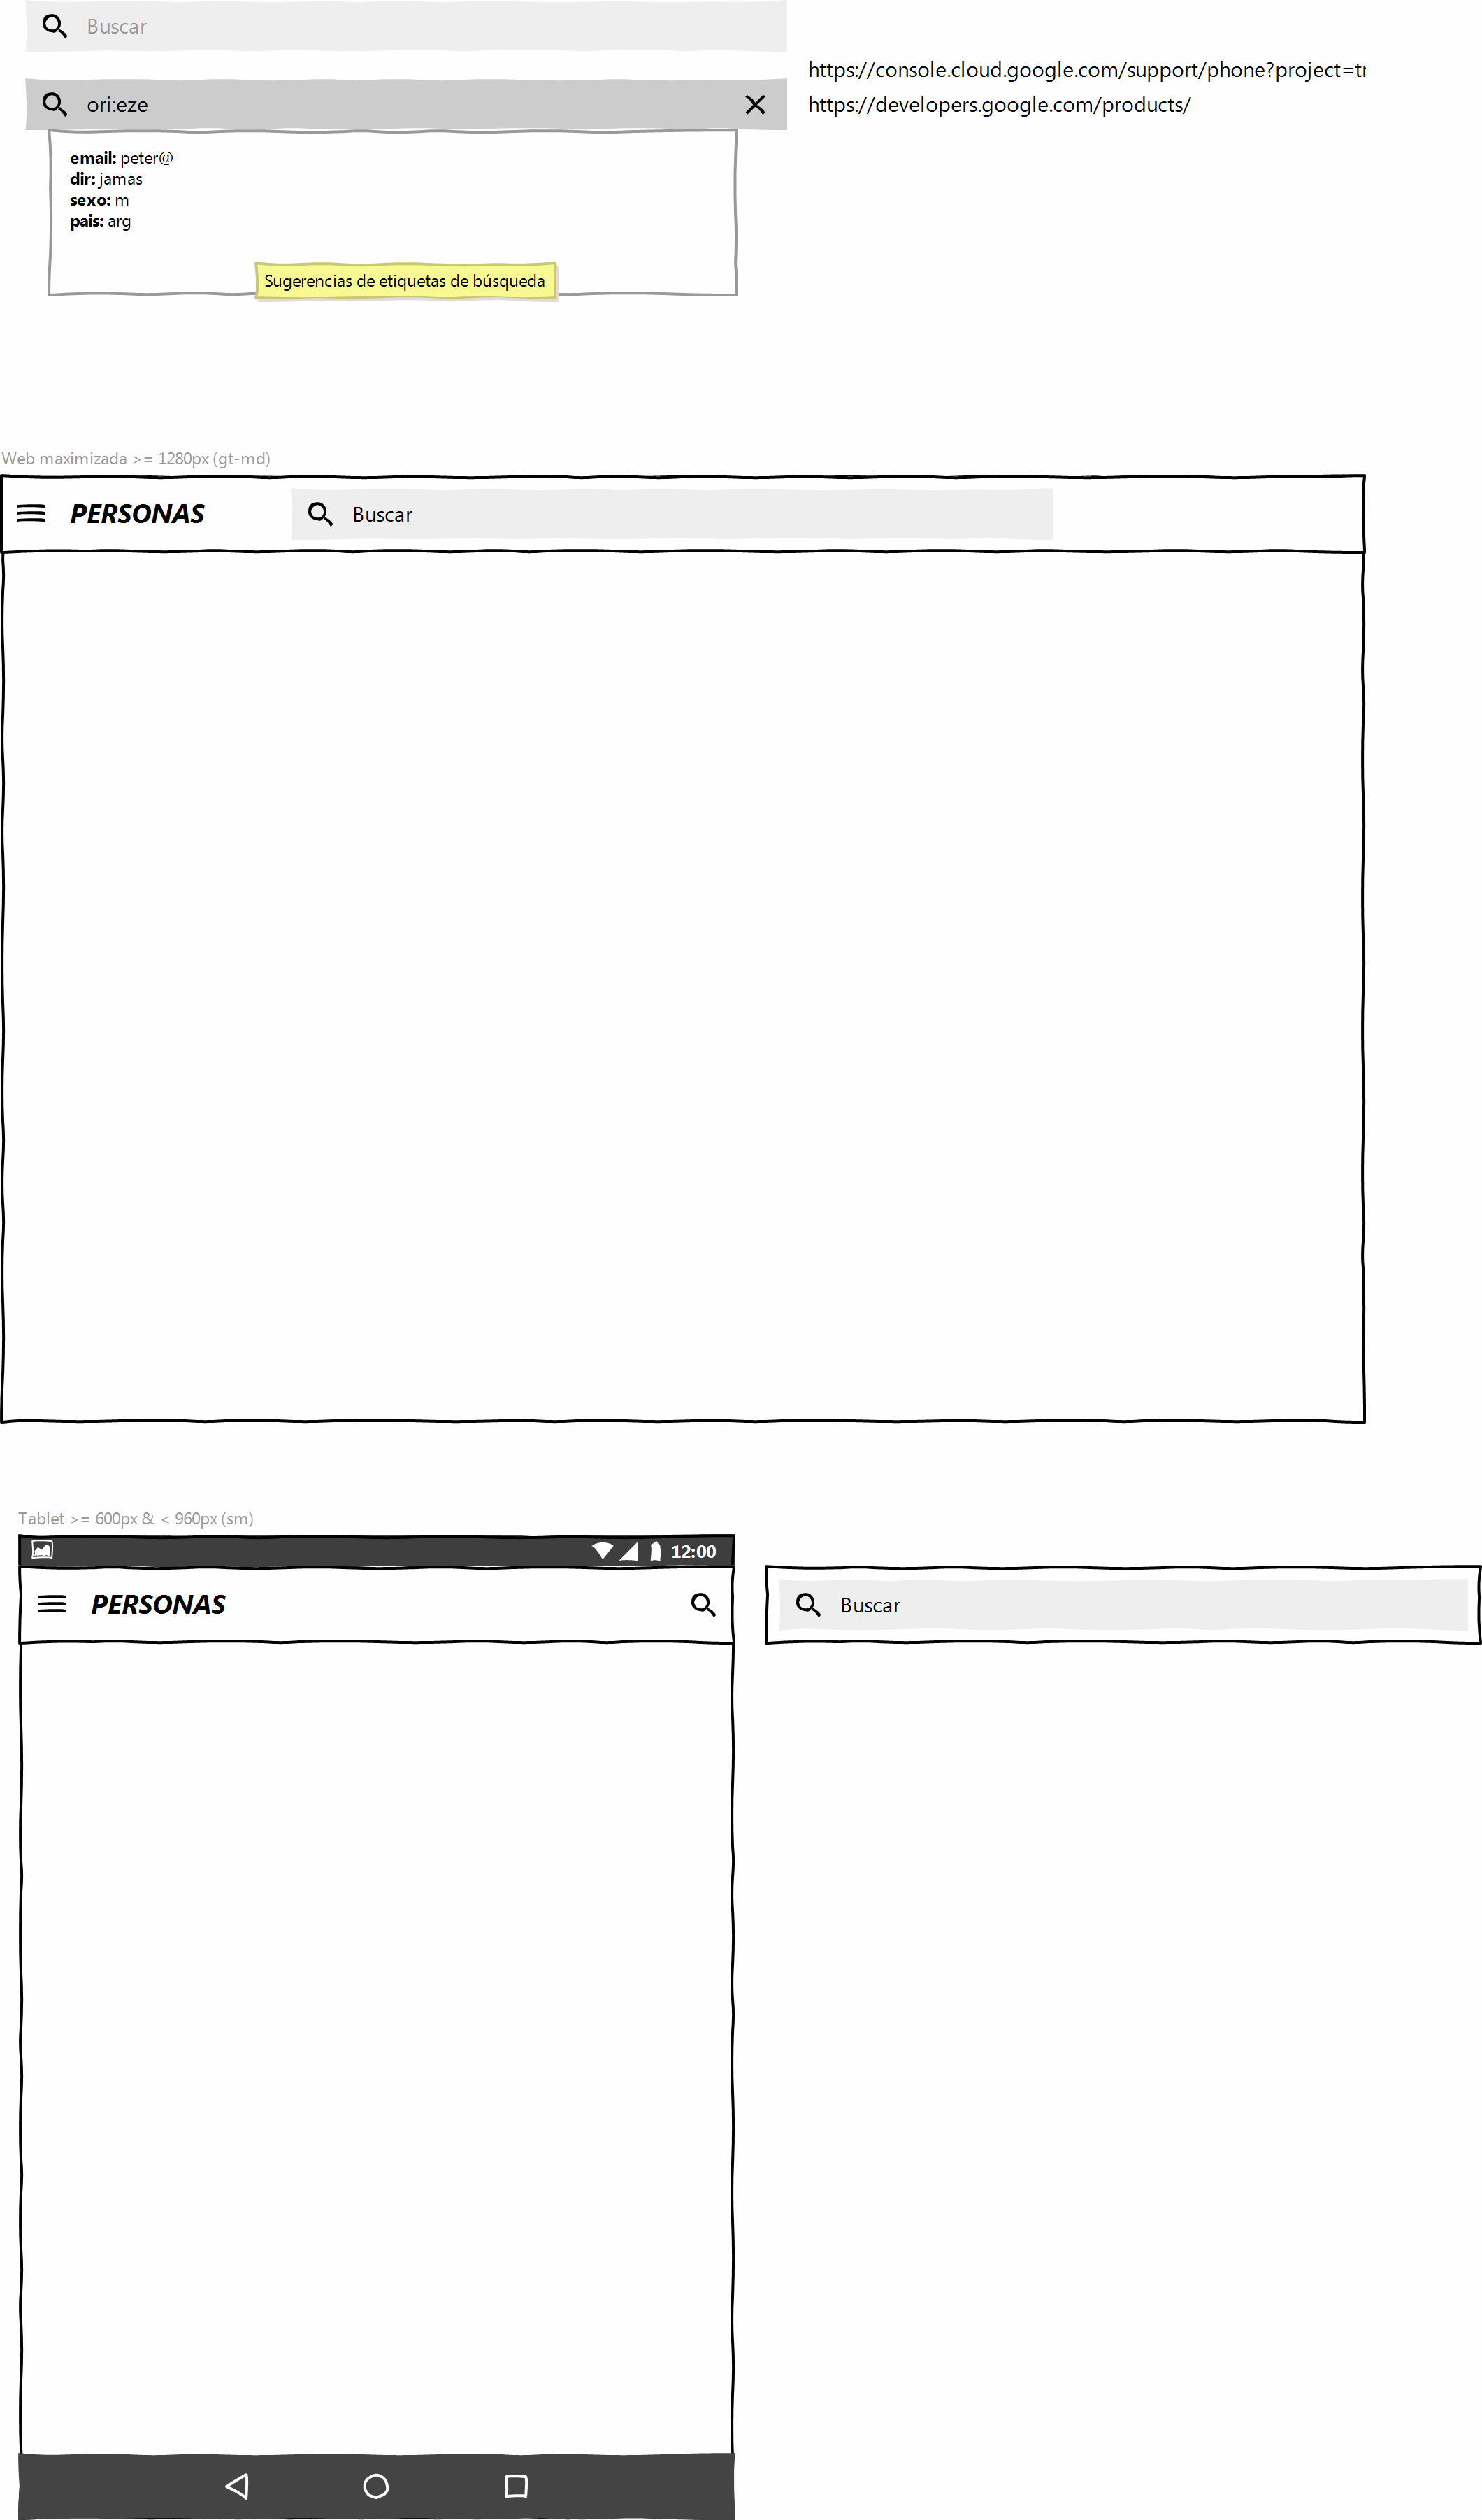 Buscar
https://console.cloud.google.com/support/phone?project=tr
ori:eze
https://developers.google.com/products/
email: peter@
dir: jamas
sexo: m
pais: arg
Sugerencias de etiquetas de búsqueda
Web maximizada >= 1280px (gt-md)
PERSONAS
Buscar
Tablet >= 600px & < 960px (sm)
12:00
PERSONAS
Buscar